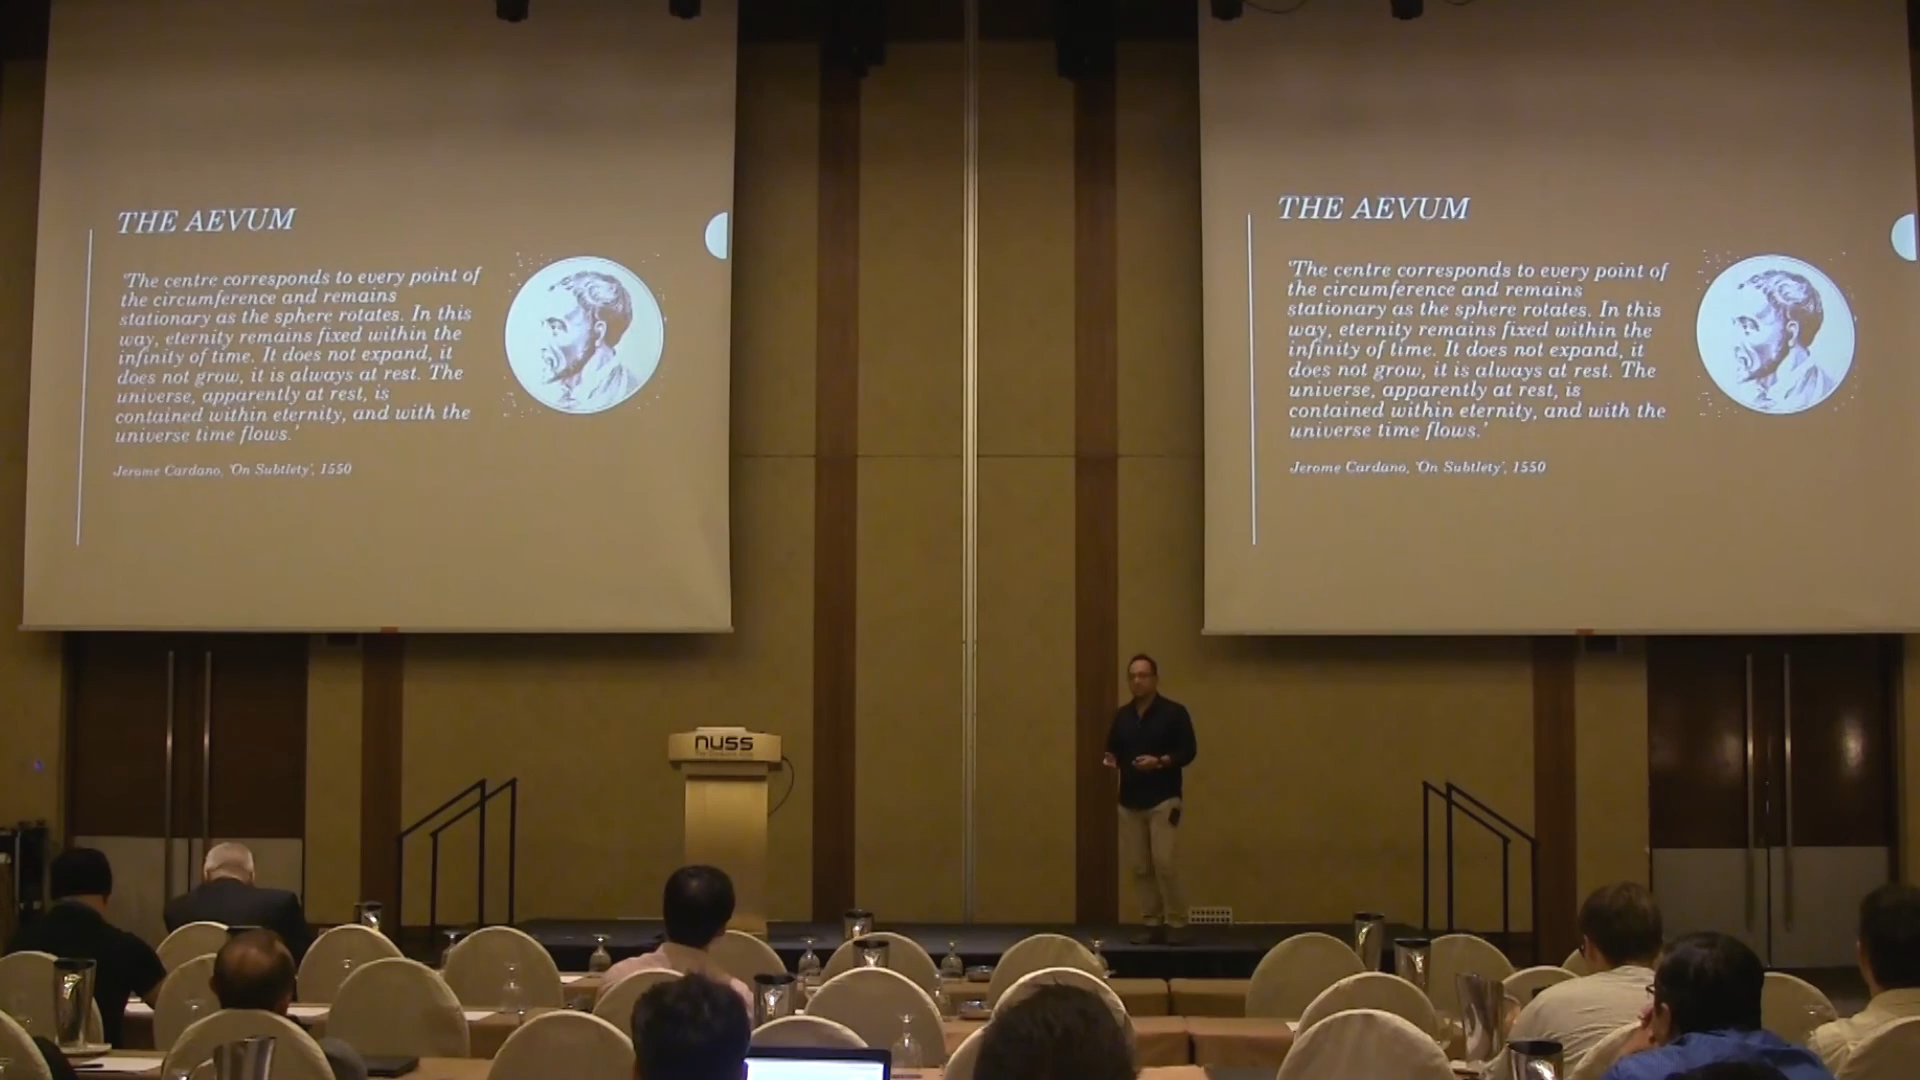 THE AEVUM
'The centre corresponds to every point of
the circumference and remains
stationary as the sphere rotates. In this
way, eternity remains fixed within the
infinity of time. It does not expand, it
does not grow, it is always at rest. The
universe, apparently at rest, is
contained within eternity, and with the
universe time flows.'
Jerome Cardano, 'On Subtlety', 1550
THE AEVUM
'The centre corresponds to every point of
the circumference and remains
stationary as the sphere rotates. In this
way, eternity remains fixed within the
infinity of time. It does not expand, it
does not grow, it is always at rest. The
universe, apparently at rest, is
contained within eternity, and with the
universe time flows.'
Jerome Cardano, 'On Subtlety', 1550
nuss